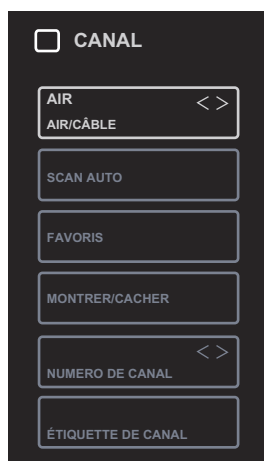 CANAL
AIR < >
AIR/CÂBLE
SCAN AUTO
FAVORIS
MONTRER/CACHER
< >
NUMERO DE CANAL
ÉTIQUETTE DE CANAL